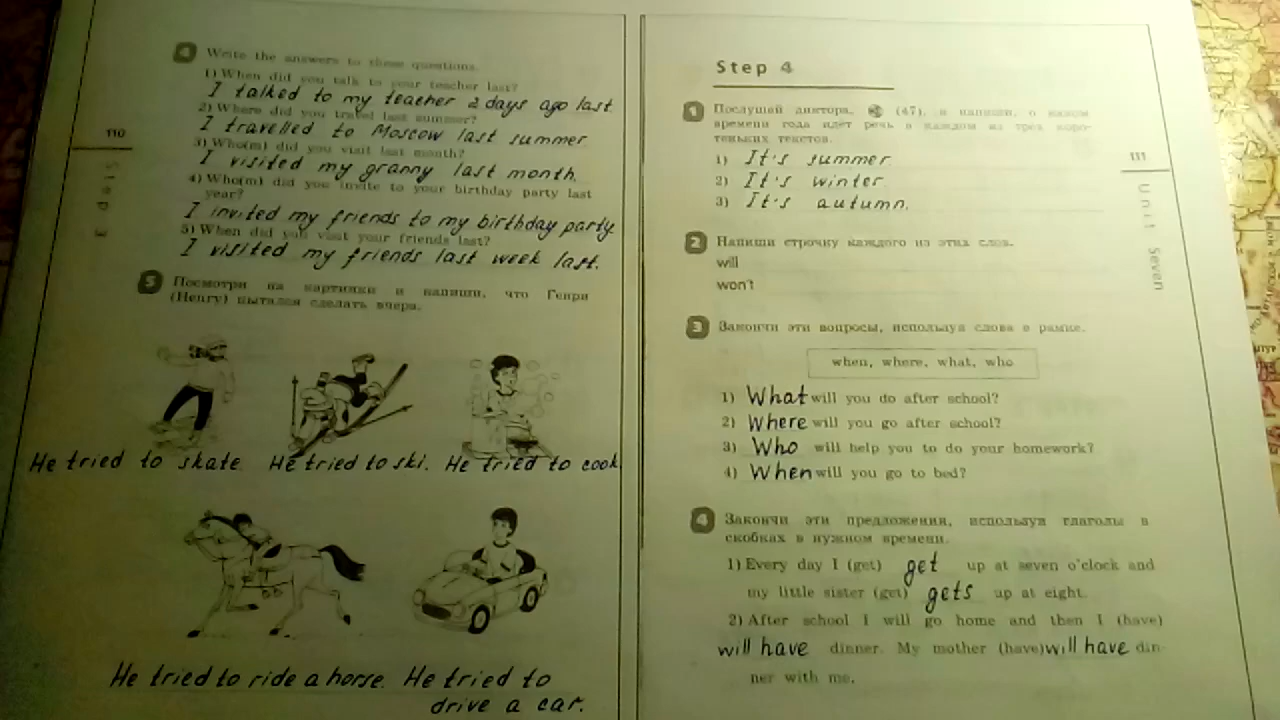 4 Write the answers to these questions.
1) When did you talk to your teacher last?
I talked to my teacher 2 days ago last.
2) Where did you travel last summer?
I travelled to Moscow last summer.
3) Who(m) did you visit last month?
I visited my granny last month.
4) Who(m) did you invite to your birthday party last
year?
I invited my friends to my birthday party.
5) When did you visit your friends last?
I visited my friends last week last.
5 Посмотри на картинки и напиши, что Генри
(Henry) пытался сделать вчера.
He tried to skate. He tried to ski. He tried to cook.
He tried to ride a horse. He tried to
drive a car.
110
Step 4
1 Послушай диктора, (47), и напиши, о каком
времени года идёт речь в каждом из трёх коро-
теньких текстов.
1) It's summer.
2) It's winter.
3) It's autumn.
2 Напиши строчку каждого из этих слов.
will
won't
3 Закончи эти вопросы, используя слова в рамке.
when, where, what, who
1) What will you do after school?
2) Where will you go after school?
3) Who will help you to do your homework?
4) When will you go to bed?
4 Закончи эти предложения, используя глаголы в
скобках в нужном времени.
1) Every day I (get) get up at seven o'clock and
my little sister (get) gets up at eight.
2) After school I will go home and then I (have)
will have dinner. My mother (have) will have din-
ner with me.
111
Unit Seven